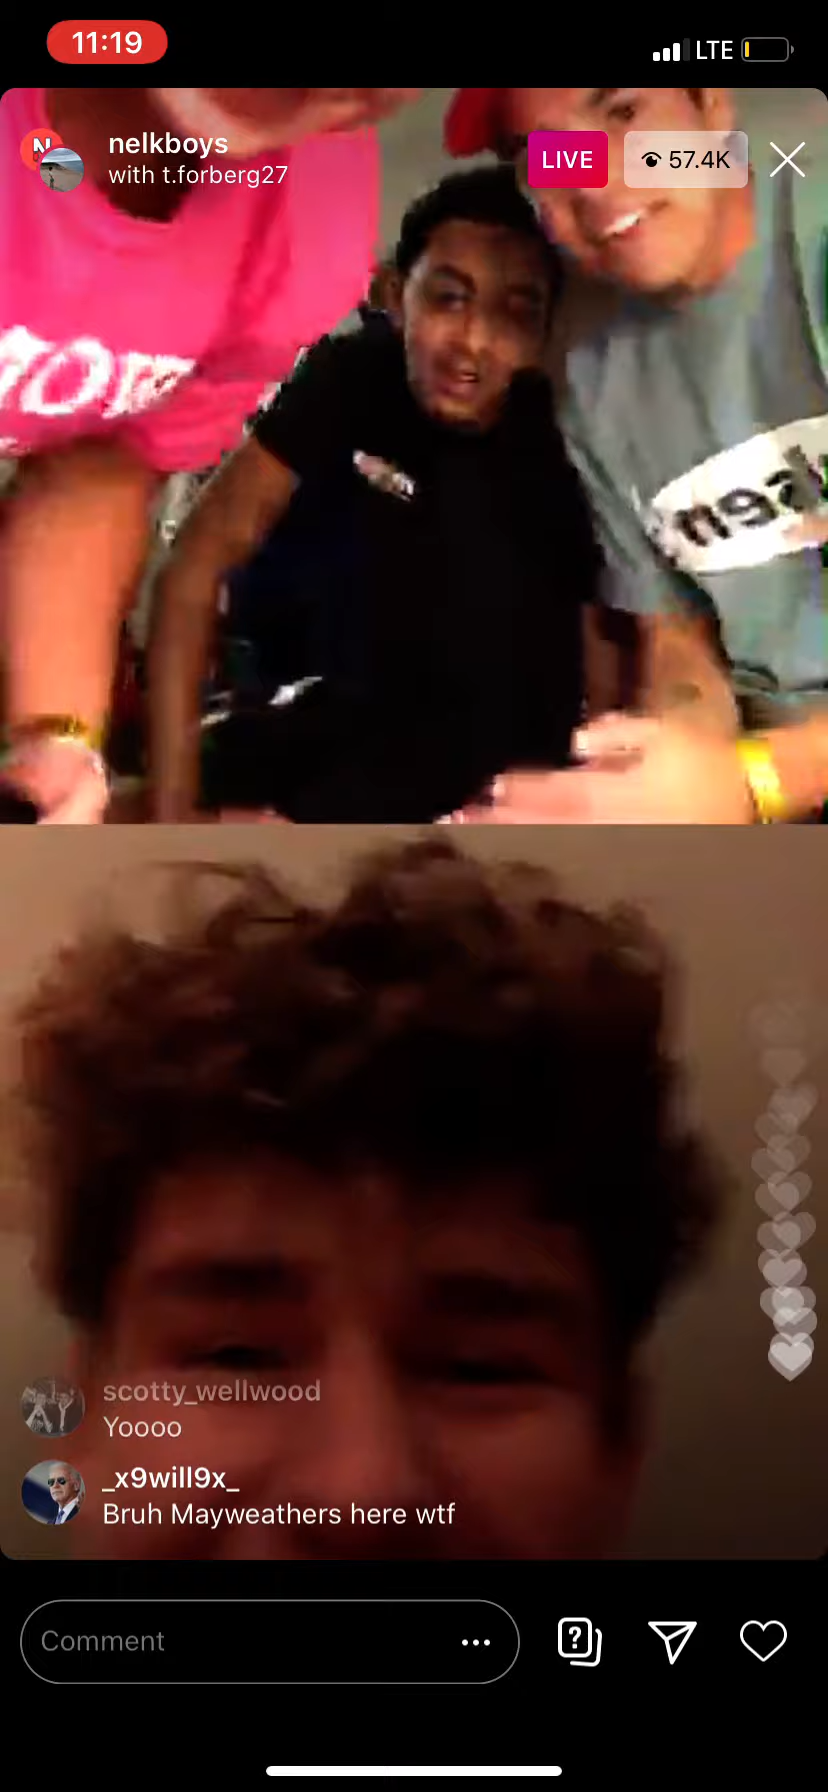 11:19
LTE
nelkboys
with t.forberg27
LIVE
57.4K
scotty_wellwood
Yoooo
_x9will9x_
Bruh Mayweathers here wtf
Comment